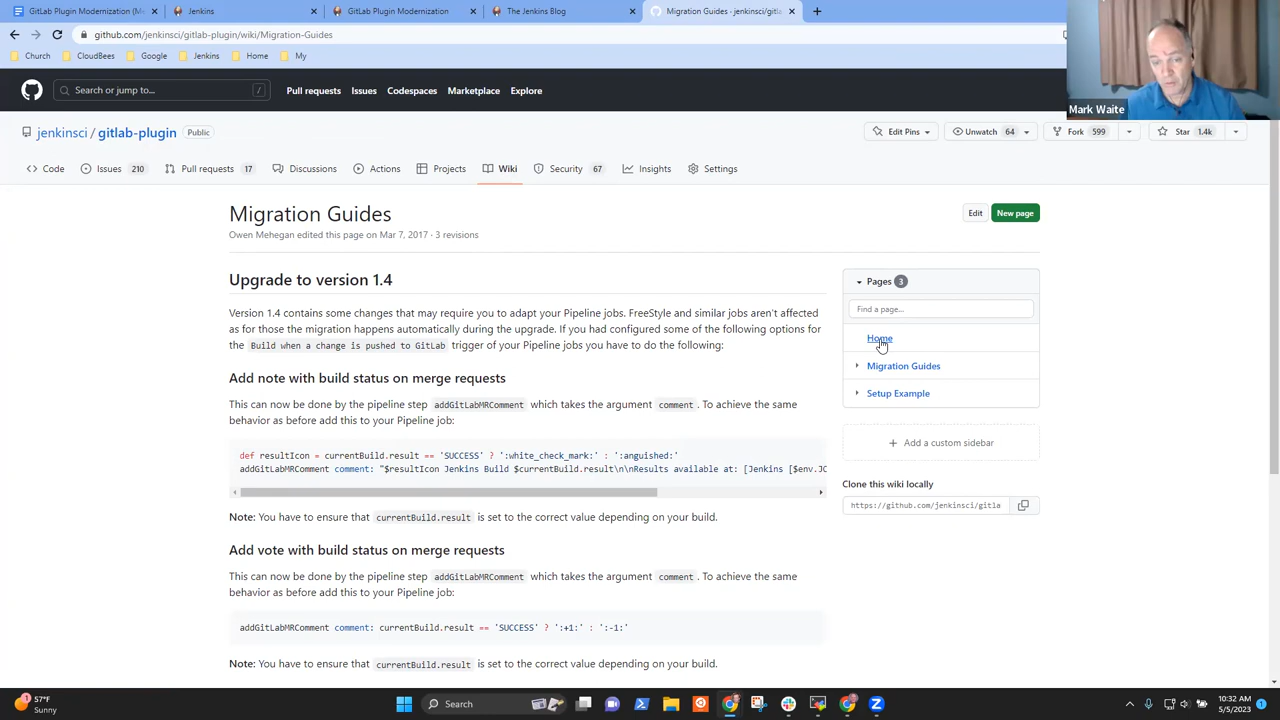 GitLab Plugin Modernization (Me
Jenkins
GitLab Plugin Modernization
The Jenkins Blog
Migration Guides - jenkinsci/gitla
github.com/jenkinsci/gitlab-plugin/wiki/Migration-Guides
Church
CloudBees
Google
Jenkins
Home
My
Mark Waite
Search or jump to...
/
Pull requests
Issues
Codespaces
Marketplace
Explore
jenkinsci / gitlab-plugin Public
Edit Pins
Unwatch 64
Fork 599
Star 1.4k
Code
Issues 210
Pull requests 17
Discussions
Actions
Projects
Wiki
Security 67
Insights
Settings
Migration Guides
Edit
New page
Owen Mehegan edited this page on Mar 7, 2017 · 3 revisions
Upgrade to version 1.4
Version 1.4 contains some changes that may require you to adapt your Pipeline jobs. FreeStyle and similar jobs aren't affected
as for those the migration happens automatically during the upgrade. If you had configured some of the following options for
the Build when a change is pushed to GitLab trigger of your Pipeline jobs you have to do the following:
Add note with build status on merge requests
This can now be done by the pipeline step addGitLabMRComment which takes the argument comment. To achieve the same
behavior as before add this to your Pipeline job:
def resultIcon = currentBuild.result == 'SUCCESS' ? ':white_check_mark:' : ':anguished:'
addGitLabMRComment comment: "$resultIcon Jenkins Build $currentBuild.result\n\nResults available at: [Jenkins [$env.JO
Note: You have to ensure that currentBuild.result is set to the correct value depending on your build.
Add vote with build status on merge requests
This can now be done by the pipeline step addGitLabMRComment which takes the argument comment. To achieve the same
behavior as before add this to your Pipeline job:
addGitLabMRComment comment: currentBuild.result == 'SUCCESS' ? ':+1:' : ':-1:'
Note: You have to ensure that currentBuild.result is set to the correct value depending on your build.
Pages 3
Find a page...
Home
Migration Guides
Setup Example
Add a custom sidebar
Clone this wiki locally
https://github.com/jenkinsci/gitla
57°F
Sunny
Search
10:32 AM
5/5/2023